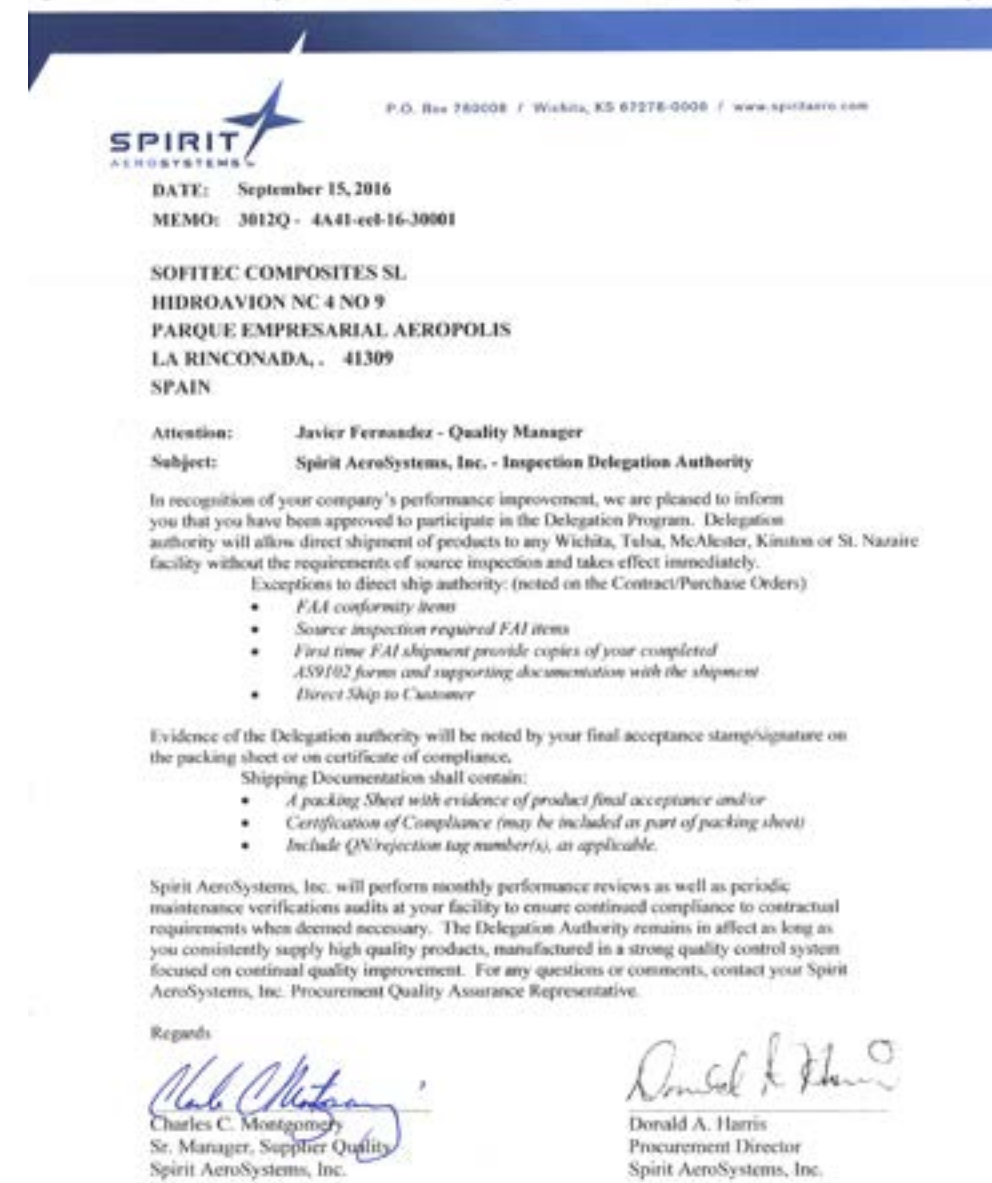 P.O. Box 780008 / Wichita, KS 67278-0008 / www.spiritaero.com
SPIRIT
AEROSYSTEMS
DATE: September 15, 2016
MEMO: 3012Q - 4A41-ecl-16-30001
SOFITEC COMPOSITES SL
HIDROAVION NC 4 NO 9
PARQUE EMPRESARIAL AEROPOLIS
LA RINCONADA, . 41309
SPAIN
Attention: Javier Fernandez - Quality Manager
Subject: Spirit AeroSystems, Inc. - Inspection Delegation Authority
In recognition of your company's performance improvement, we are pleased to inform
you that you have been approved to participate in the Delegation Program. Delegation
authority will allow direct shipment of products to any Wichita, Tulsa, McAlester, Kinston or St. Nazaire
facility without the requirements of source inspection and takes effect immediately.
Exceptions to direct ship authority: (noted on the Contract/Purchase Orders)
• FAA conformity items
• Source inspection required FAI items
• First time FAI shipment provide copies of your completed
AS9102 forms and supporting documentation with the shipment
• Direct Ship to Customer
Evidence of the Delegation authority will be noted by your final acceptance stamp/signature on
the packing sheet or on certificate of compliance.
Shipping Documentation shall contain:
• A packing Sheet with evidence of product final acceptance and/or
• Certification of Compliance (may be included as part of packing sheet)
• Include QN/rejection tag number(s), as applicable.
Spirit AeroSystems, Inc. will perform monthly performance reviews as well as periodic
maintenance verifications audits at your facility to ensure continued compliance to contractual
requirements when deemed necessary. The Delegation Authority remains in affect as long as
you consistently supply high quality products, manufactured in a strong quality control system
focused on continual quality improvement. For any questions or comments, contact your Spirit
AeroSystems, Inc. Procurement Quality Assurance Representative.
Regards
Charles C. Montgomery
Sr. Manager, Supplier Quality
Spirit AeroSystems, Inc.
Donald A. Harris
Procurement Director
Spirit AeroSystems, Inc.